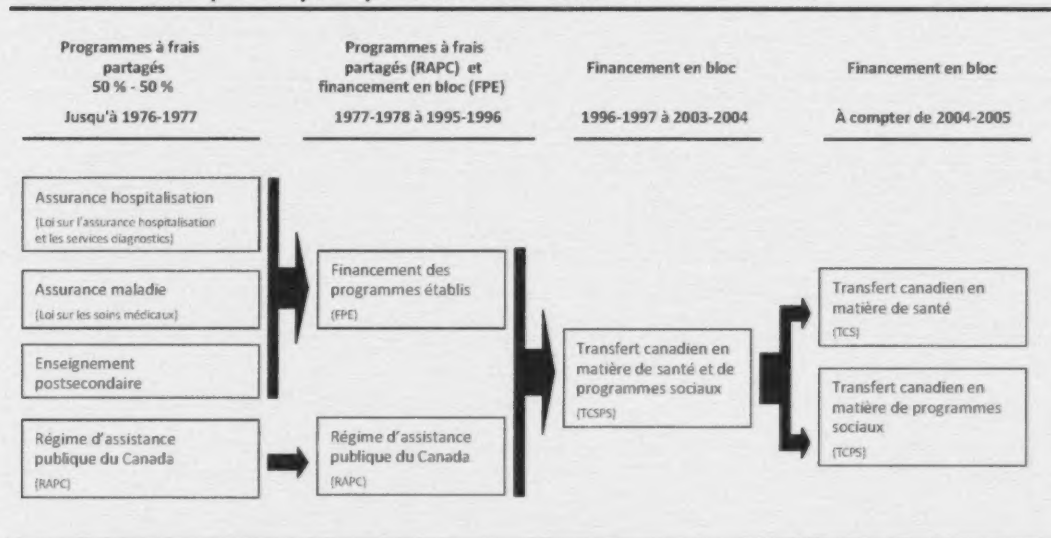 Programmes à frais
partagés
50 % - 50 %
Jusqu'à 1976-1977
Programmes à frais
partagés (RAPC) et
financement en bloc (FPE)
1977-1978 à 1995-1996
Financement en bloc
1996-1997 à 2003-2004
Financement en bloc
À compter de 2004-2005
Assurance hospitalisation
(Loi sur l'assurance hospitalisation
et les services diagnostics)
Assurance maladie
(Loi sur les soins médicaux)
Enseignement
postsecondaire
Régime d'assistance
publique du Canada
(RAPC)
Financement des
programmes établis
(FPE)
Régime d'assistance
publique du Canada
(RAPC)
Transfert canadien en
matière de santé et de
programmes sociaux
(TCSPS)
Transfert canadien en
matière de santé
(TCS)
Transfert canadien en
matière de programmes
sociaux
(TCPS)